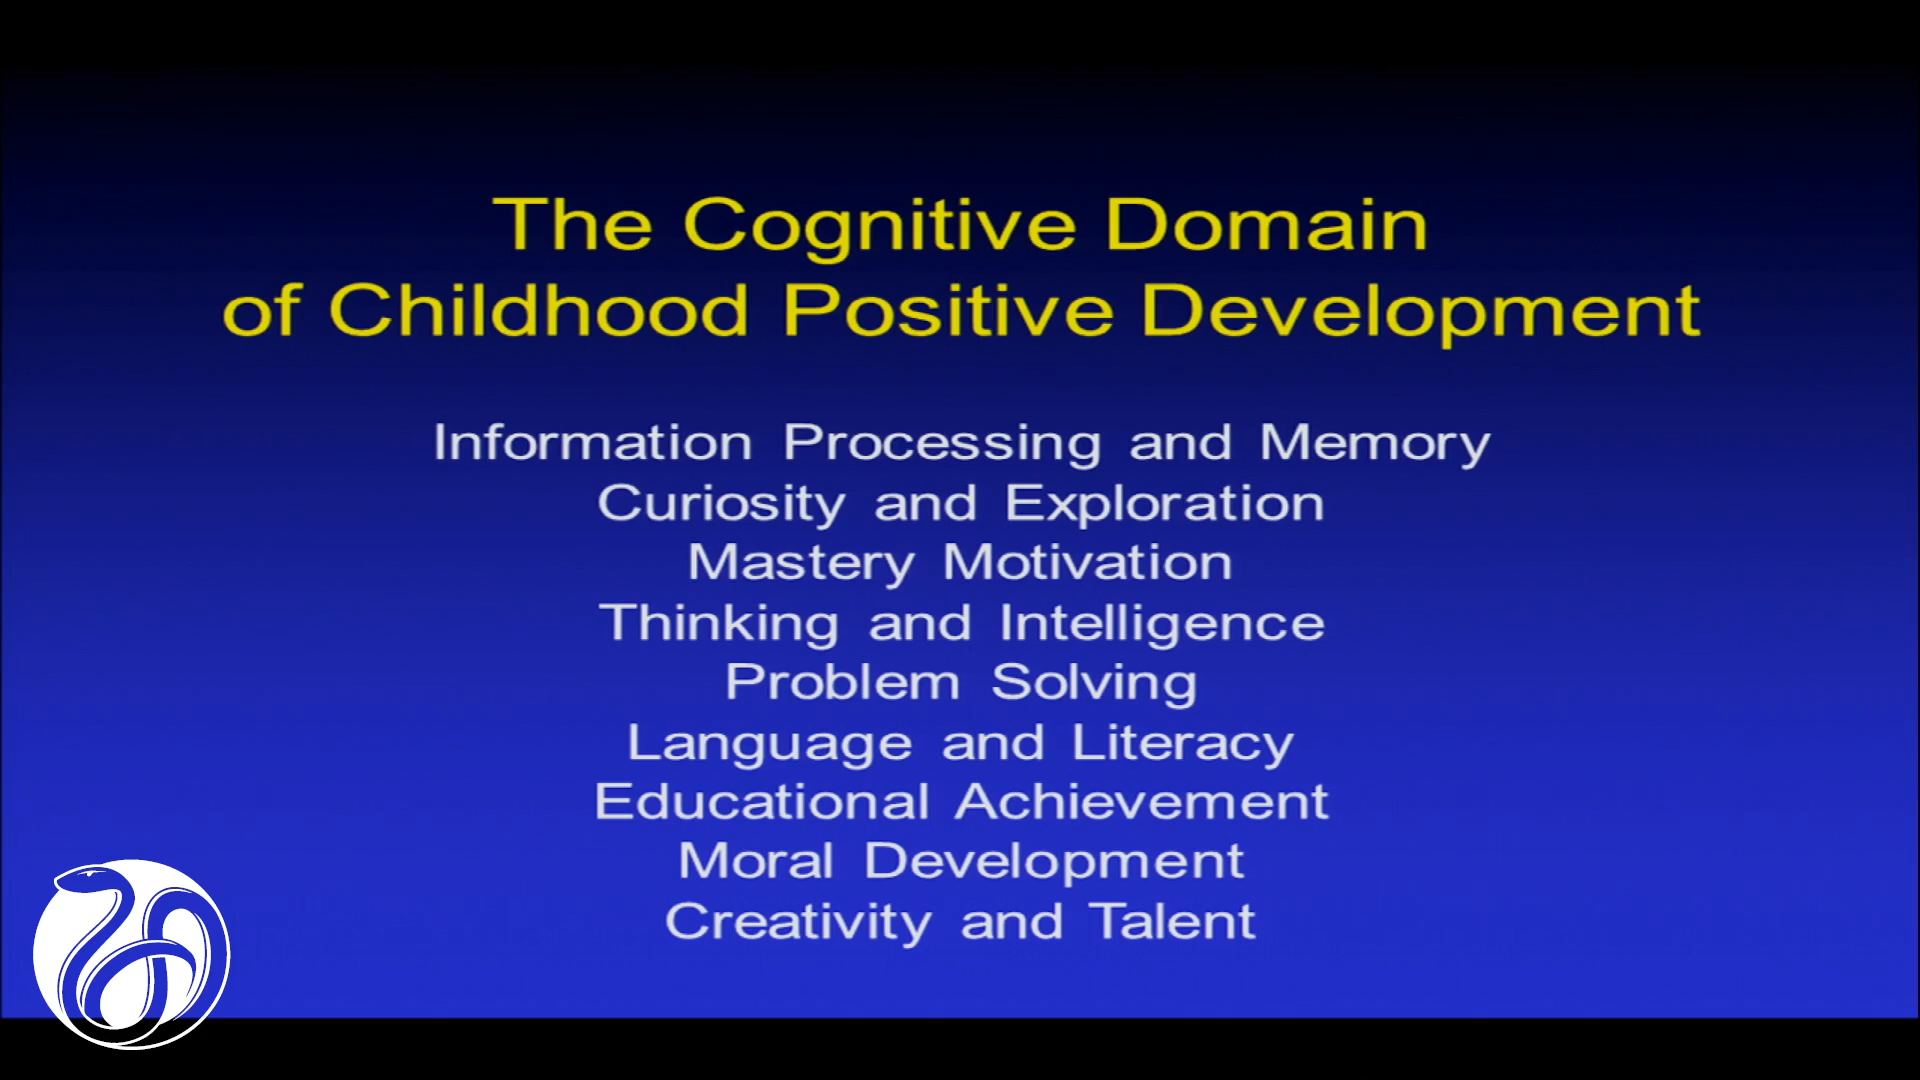 The Cognitive Domain
of Childhood Positive Development
Information Processing and Memory
Curiosity and Exploration
Mastery Motivation
Thinking and Intelligence
Problem Solving
Language and Literacy
Educational Achievement
Moral Development
Creativity and Talent